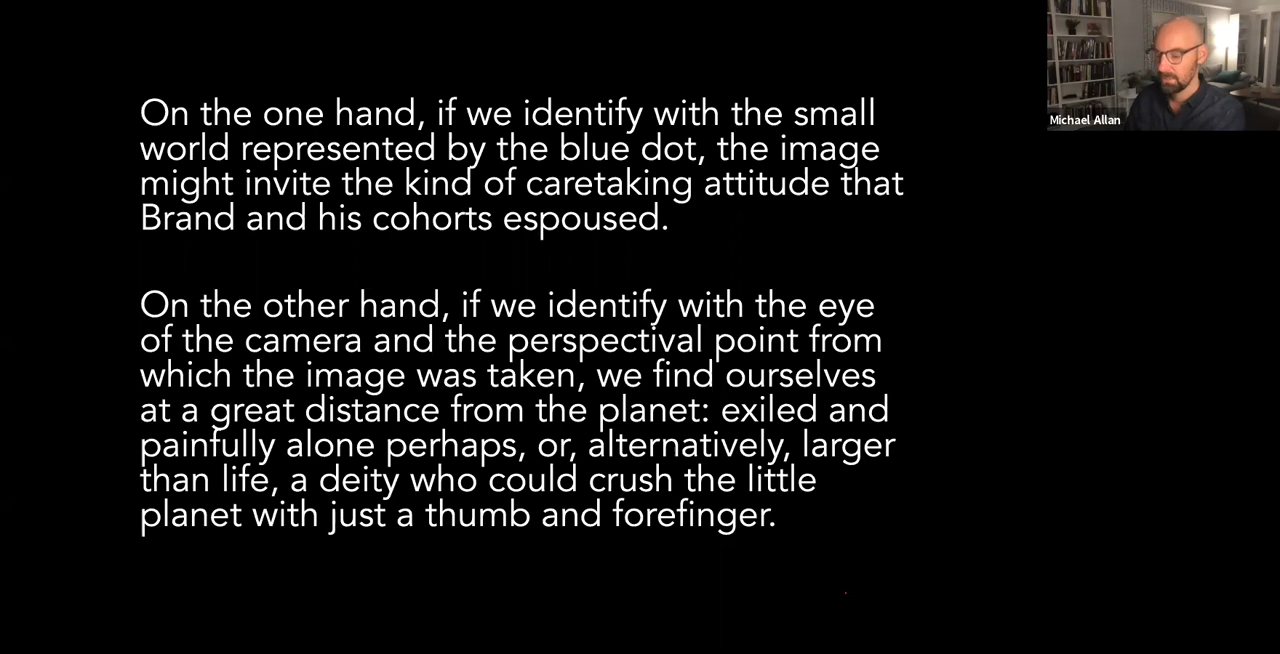 On the one hand, if we identify with the small
world represented by the blue dot, the image
might invite the kind of caretaking attitude that
Brand and his cohorts espoused.
On the other hand, if we identify with the eye
of the camera and the perspectival point from
which the image was taken, we find ourselves
at a great distance from the planet: exiled and
painfully alone perhaps, or, alternatively, larger
than life, a deity who could crush the little
planet with just a thumb and forefinger.
Michael Allan